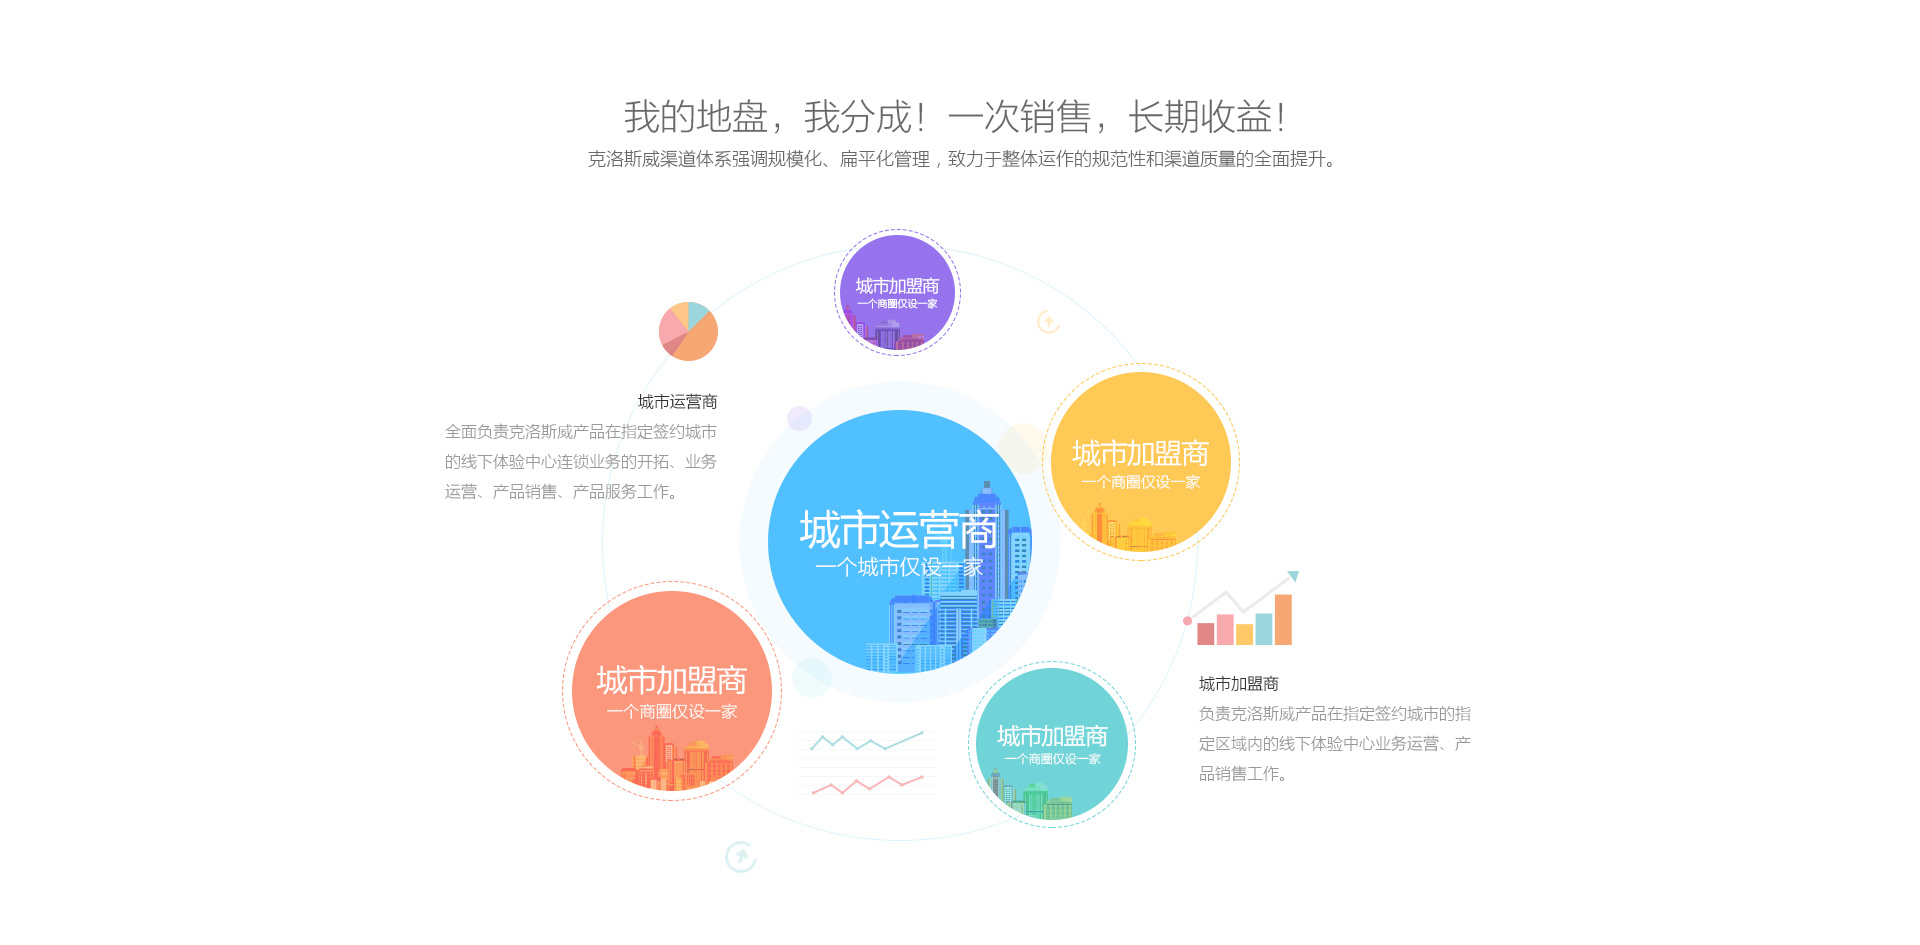 我的地盘，我分成！一次销售，长期收益！
克洛斯威渠道体系强调规模化、扁平化管理，致力于整体运作的规范性和渠道质量的全面提升。
城市加盟商
一个商圈仅设一家
城市运营商
全面负责克洛斯威产品在指定签约城市
的线下体验中心连锁业务的开拓、业务
运营、产品销售、产品服务工作。
城市加盟商
一个商圈仅设一家
城市运营商
一个城市仅设一家
城市加盟商
一个商圈仅设一家
城市加盟商
一个商圈仅设一家
城市加盟商
负责克洛斯威产品在指定签约城市的指
定区域内的线下体验中心业务运营、产
品销售工作。